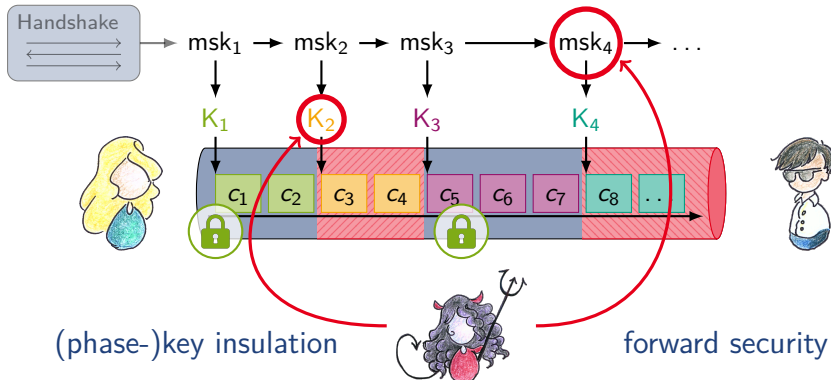 Handshake
msk₁ msk₂ msk₃ msk₄ ...
K₁ K₂ K₃ K₄
c₁ c₂ c₃ c₄ c₅ c₆ c₇ c₈ ..
(phase-)key insulation forward security